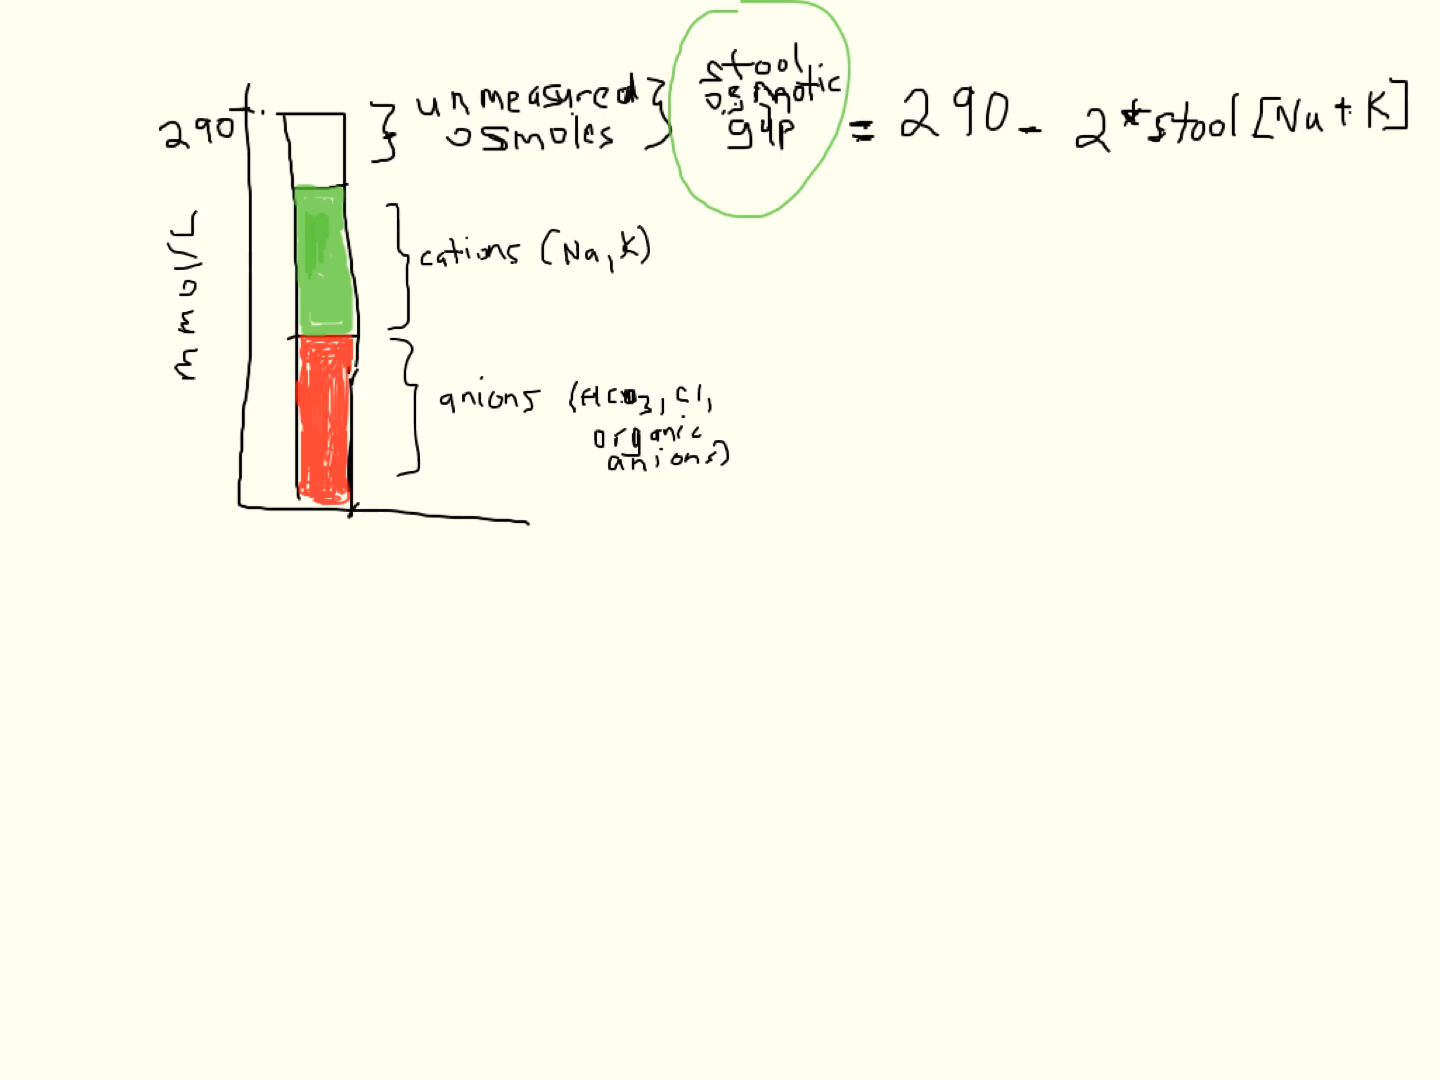 290
mmol/L
unmeasured
osmoles
stool
osmotic
gap
= 290 - 2*stool [Na + K]
cations (Na, K)
anions (HCO3, Cl,
organic
anions)